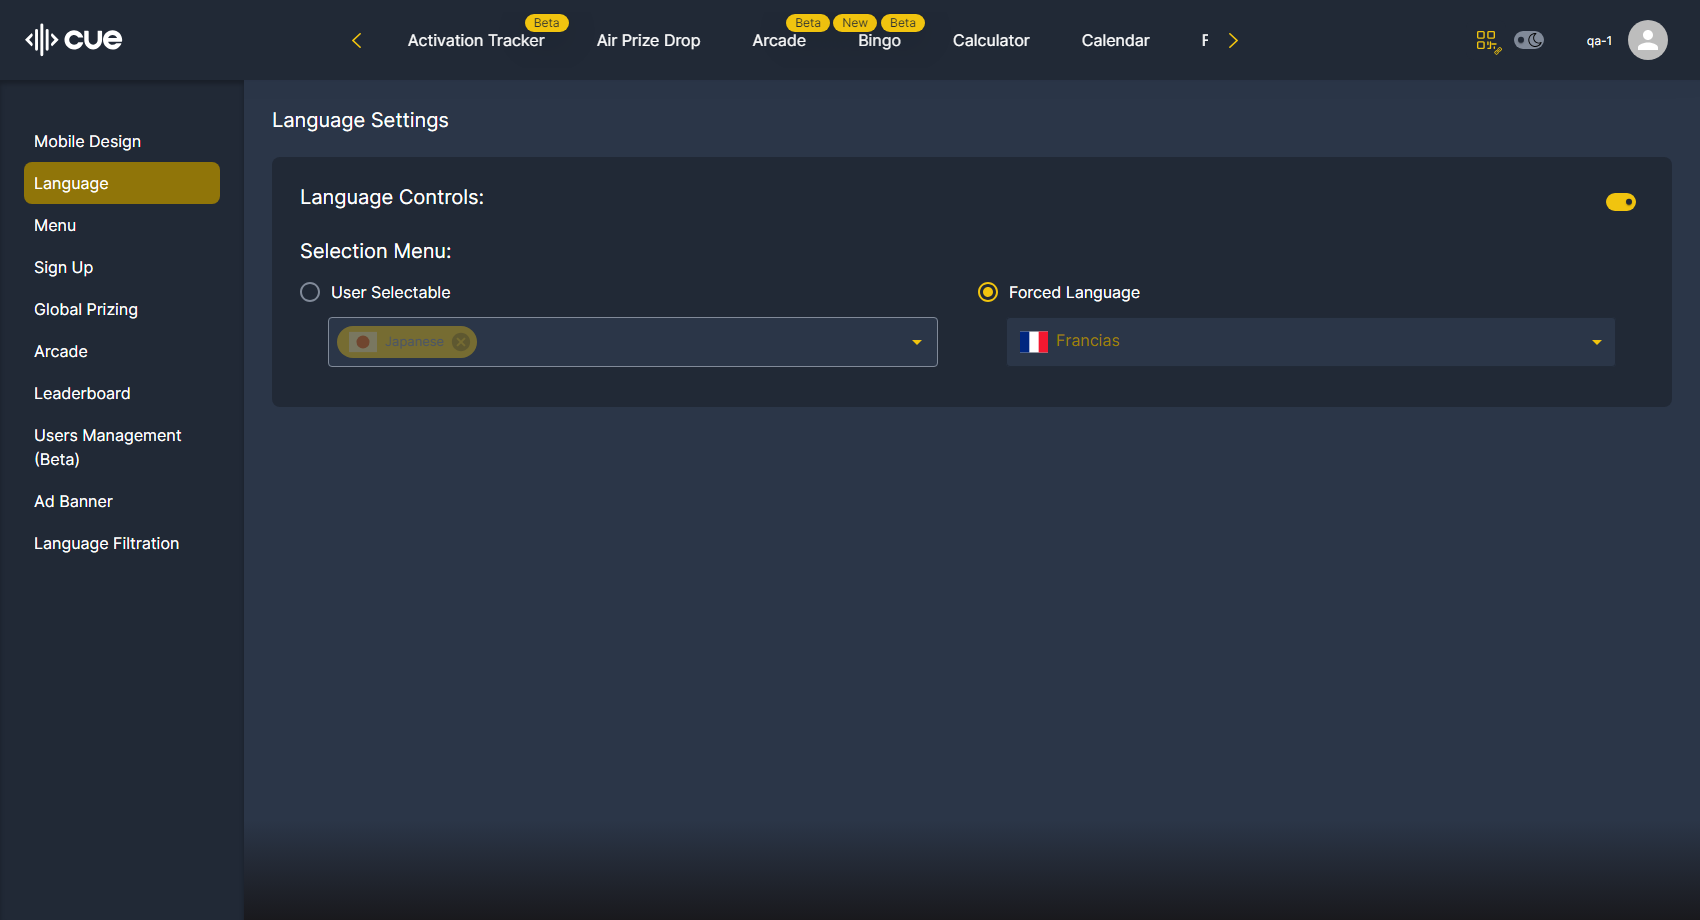 cue
Beta
Beta
New
Beta
Activation Tracker
Air Prize Drop
Arcade
Bingo
Calculator
Calendar
F
qa-1
Mobile Design
Language
Menu
Sign Up
Global Prizing
Arcade
Leaderboard
Users Management
(Beta)
Ad Banner
Language Filtration
Language Settings
Language Controls:
Selection Menu:
User Selectable
Forced Language
Japanese
Francias